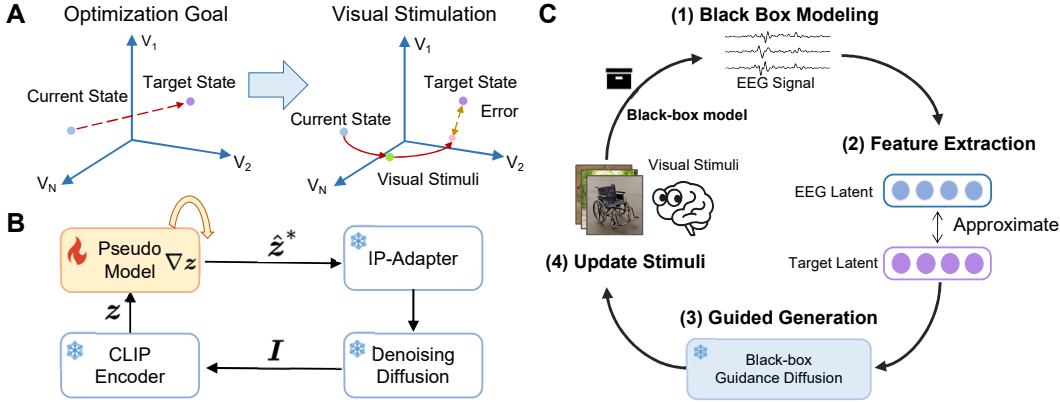 A
Optimization Goal
V1
Target State
Current State
V2
VN
Visual Stimulation
V1
Target State
Error
Current State
V2
VN
Visual Stimuli
B
Pseudo
Model ∇z
ẑ*
IP-Adapter
z
CLIP
Encoder
I
Denoising
Diffusion
C
(1) Black Box Modeling
EEG Signal
Black-box model
(2) Feature Extraction
EEG Latent
Approximate
Target Latent
Visual Stimuli
(4) Update Stimuli
(3) Guided Generation
Black-box
Guidance Diffusion